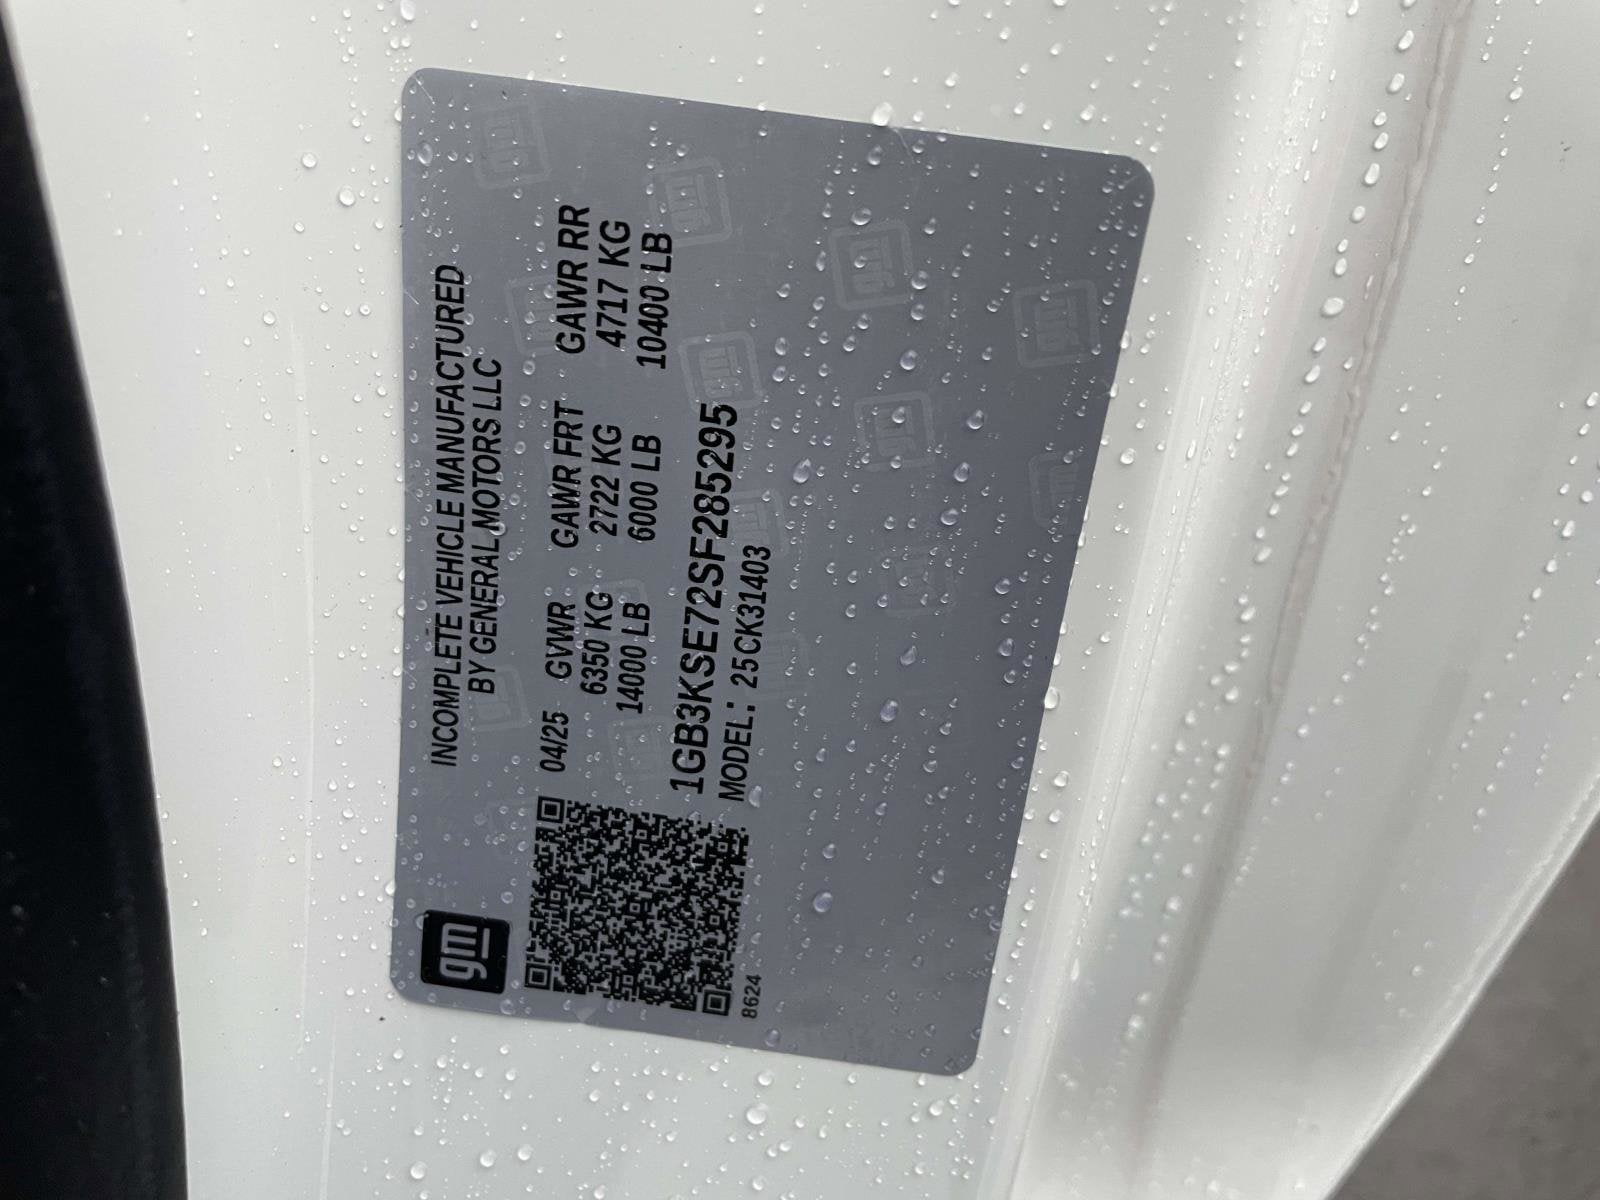 gm
INCOMPLETE VEHICLE MANUFACTURED
BY GENERAL MOTORS LLC
04/25 GVWR GAWR FRT GAWR RR
6350 KG 2722 KG 4717 KG
14000 LB 6000 LB 10400 LB
1GB3KSE72SF285295
MODEL: 25CK31403
8624